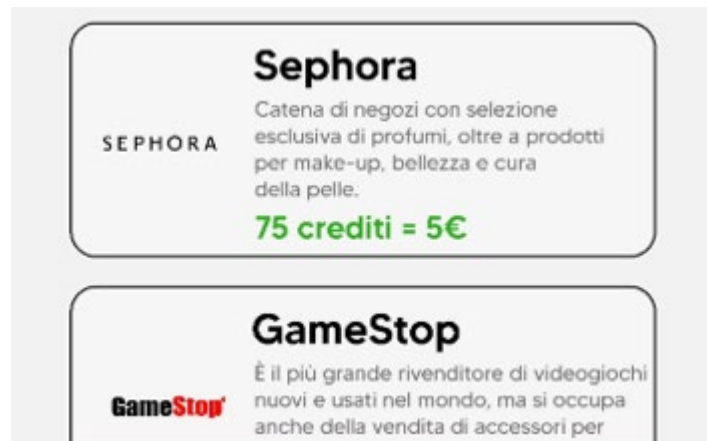 Sephora
SEPHORA
Catena di negozi con selezione
esclusiva di profumi, oltre a prodotti
per make-up, bellezza e cura
della pelle.
75 crediti = 5€
GameStop
GameStop
È il più grande rivenditore di videogiochi
nuovi e usati nel mondo, ma si occupa
anche della vendita di accessori per